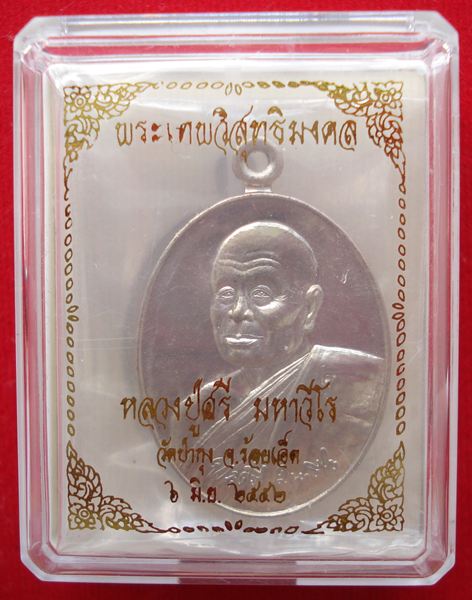 พระเทพวิสุทธิมงคล
หลวงปู่ศรี มหาวีโร
วัดป่ากุง จ.ร้อยเอ็ด
๖ มิ.ย. ๒๕๕๒